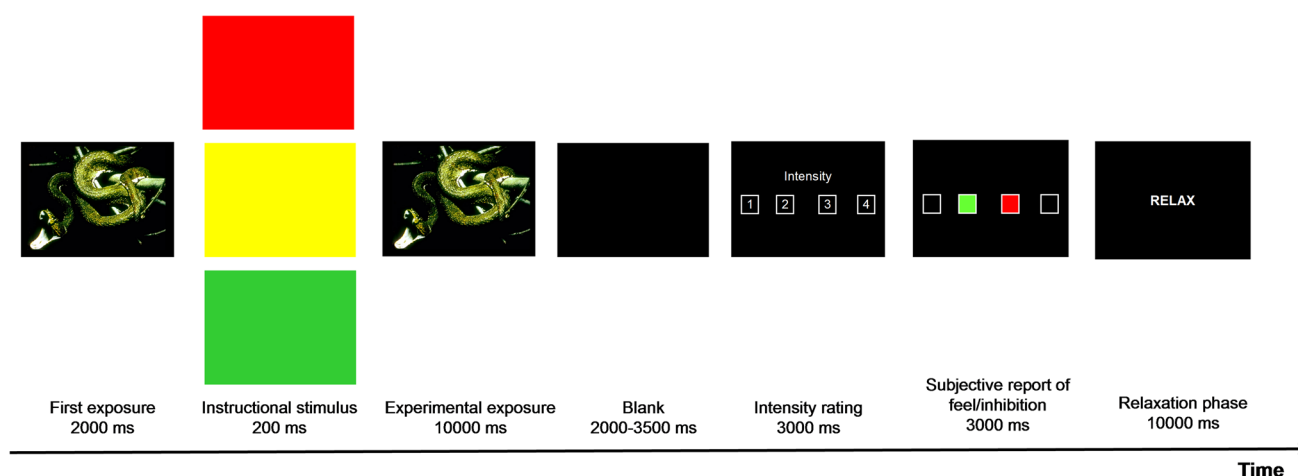 Intensity
1 2 3 4
RELAX
First exposure
2000 ms
Instructional stimulus
200 ms
Experimental exposure
10000 ms
Blank
2000-3500 ms
Intensity rating
3000 ms
Subjective report of
feel/inhibition
3000 ms
Relaxation phase
10000 ms
Time